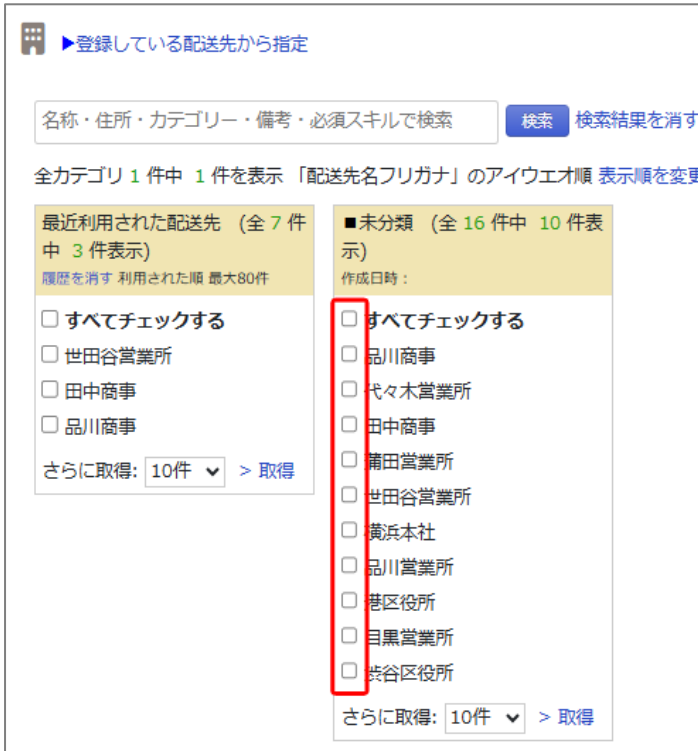 ▶登録している配送先から指定
名称・住所・カテゴリー・備考・必須スキルで検索
検索
検索結果を消す
全カテゴリ 1 件中 1 件を表示 「配送先名フリガナ」のアイウエオ順 表示順を変更
最近利用された配送先 (全 7 件
中 3 件表示)
履歴を消す 利用された順 最大80件
すべてチェックする
世田谷営業所
田中商事
品川商事
さらに取得: 10件 > 取得
■未分類 (全 16 件中 10 件表
示)
作成日時：
すべてチェックする
品川商事
代々木営業所
田中商事
蒲田営業所
世田谷営業所
横浜本社
品川営業所
港区役所
目黒営業所
渋谷区役所
さらに取得: 10件 > 取得